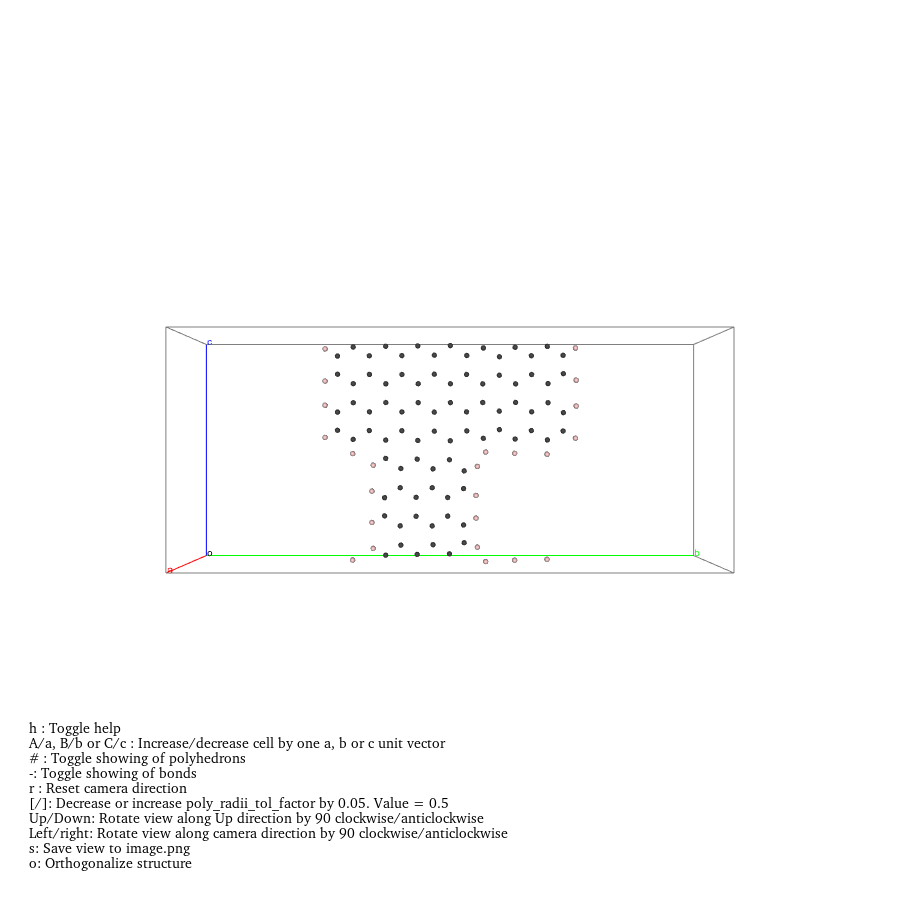 c
o
b
a
h : Toggle help
A/a, B/b or C/c : Increase/decrease cell by one a, b or c unit vector
# : Toggle showing of polyhedrons
-: Toggle showing of bonds
r : Reset camera direction
[/]: Decrease or increase poly_radii_tol_factor by 0.05. Value = 0.5
Up/Down: Rotate view along Up direction by 90 clockwise/anticlockwise
Left/right: Rotate view along camera direction by 90 clockwise/anticlockwise
s: Save view to image.png
o: Orthogonalize structure